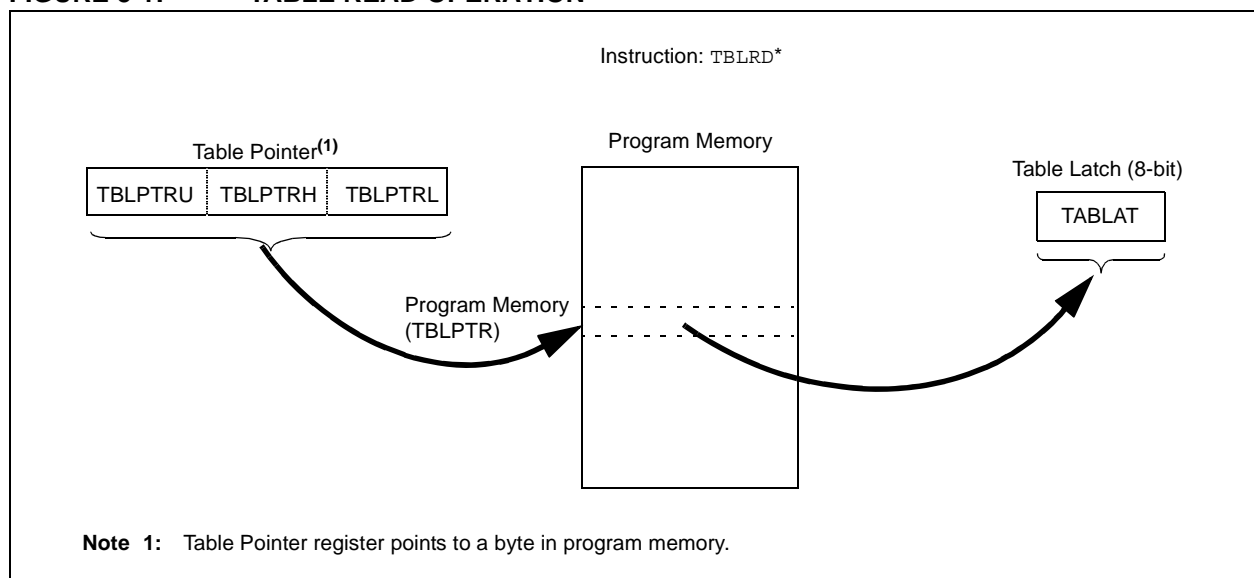 Instruction: TBLRD*
Table Pointer(1)
TBLPTRU TBLPTRH TBLPTRL
Program Memory
Table Latch (8-bit)
TABLAT
Program Memory
(TBLPTR)
Note 1: Table Pointer register points to a byte in program memory.